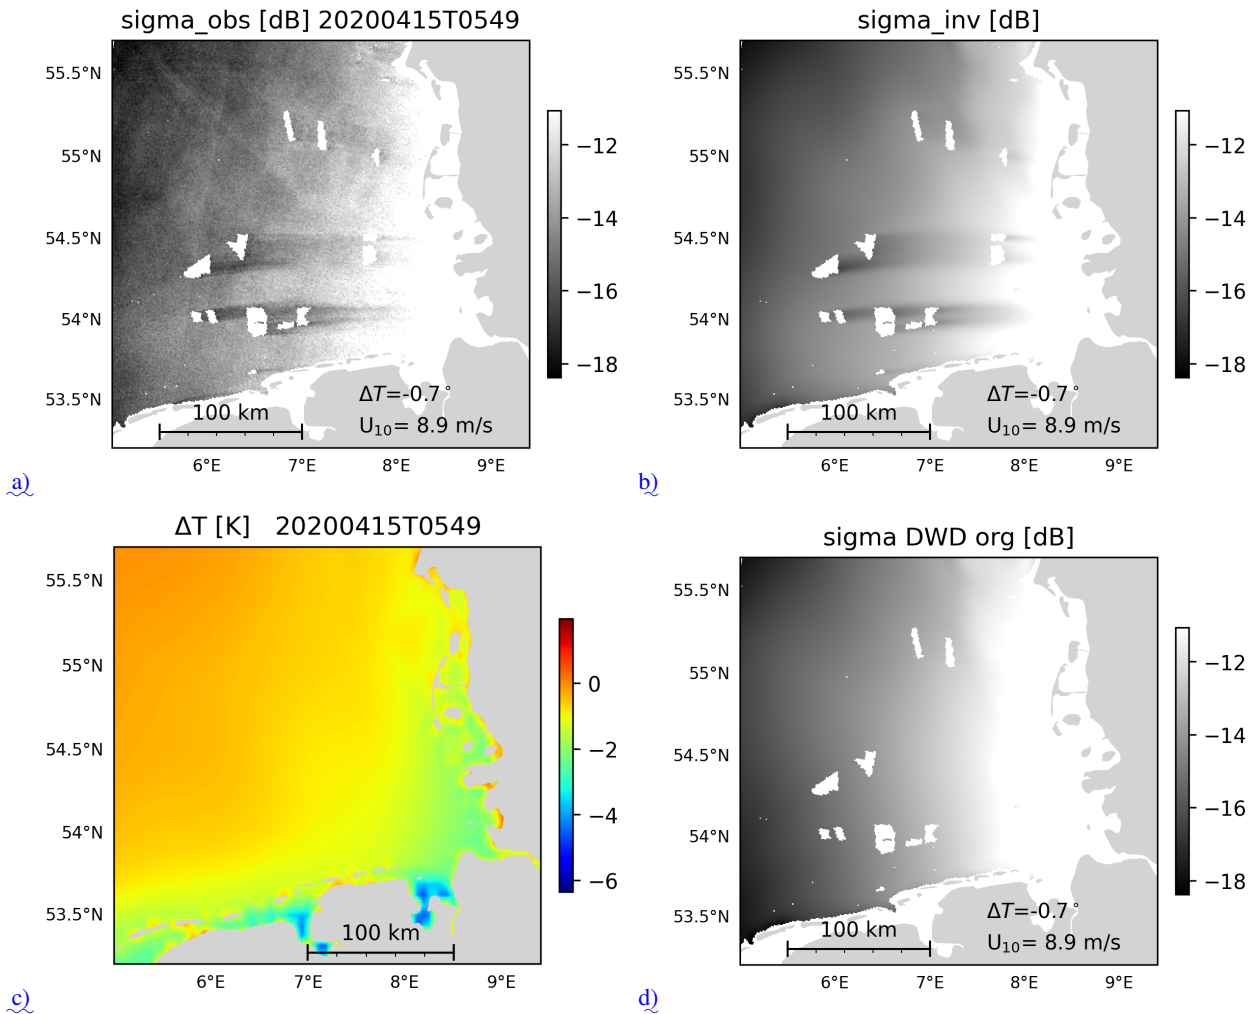 sigma_obs [dB] 20200415T0549
55.5°N
55°N
54.5°N
54°N
53.5°N
6°E
7°E
8°E
9°E
100 km
ΔT=-0.7°
U10= 8.9 m/s
−12
−14
−16
−18
a)
sigma_inv [dB]
55.5°N
55°N
54.5°N
54°N
53.5°N
6°E
7°E
8°E
9°E
100 km
ΔT=-0.7°
U10= 8.9 m/s
−12
−14
−16
−18
b)
ΔT [K] 20200415T0549
55.5°N
55°N
54.5°N
54°N
53.5°N
6°E
7°E
8°E
9°E
100 km
0
−2
−4
−6
c)
sigma DWD org [dB]
55.5°N
55°N
54.5°N
54°N
53.5°N
6°E
7°E
8°E
9°E
100 km
ΔT=-0.7°
U10= 8.9 m/s
−12
−14
−16
−18
d)